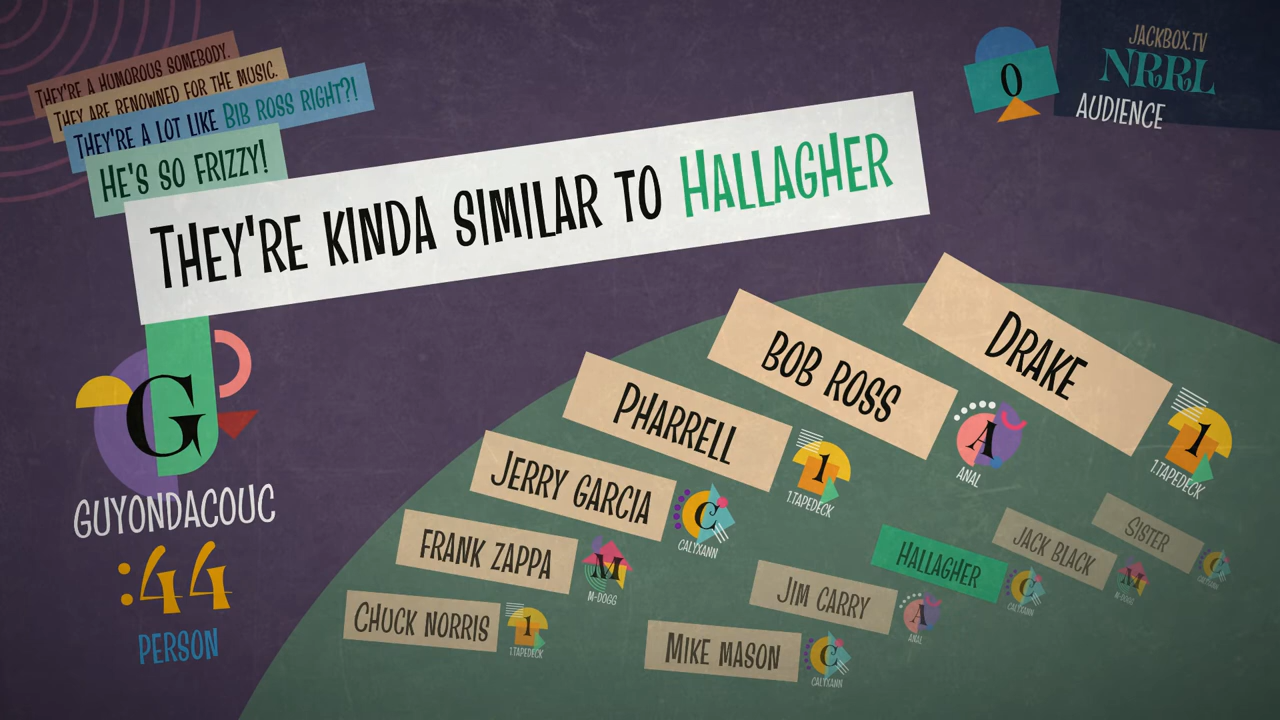 THEY'RE A HUMOROUS SOMEBODY.
THEY ARE RENOWNED FOR THE MUSIC.
THEY'RE A LOT LIKE BIB ROSS RIGHT?!
HE'S SO FRIZZY!
THEY'RE KINDA SIMILAR TO HALLAGHER
0
JACKBOX.TV
NRRL
AUDIENCE
G
GUYONDACOUC
:44
PERSON
DRAKE
1
1.TAPEDECK
BOB ROSS
A
ANAL
PHARRELL
1
1.TAPEDECK
JERRY GARCIA
C
CALYXANN
FRANK ZAPPA
M
M-DOGG
CHUCK NORRIS
1
1.TAPEDECK
SISTER
C
CALYXANN
JACK BLACK
M
M-DOGG
HALLAGHER
C
CALYXANN
JIM CARRY
A
ANAL
MIKE MASON
C
CALYXANN